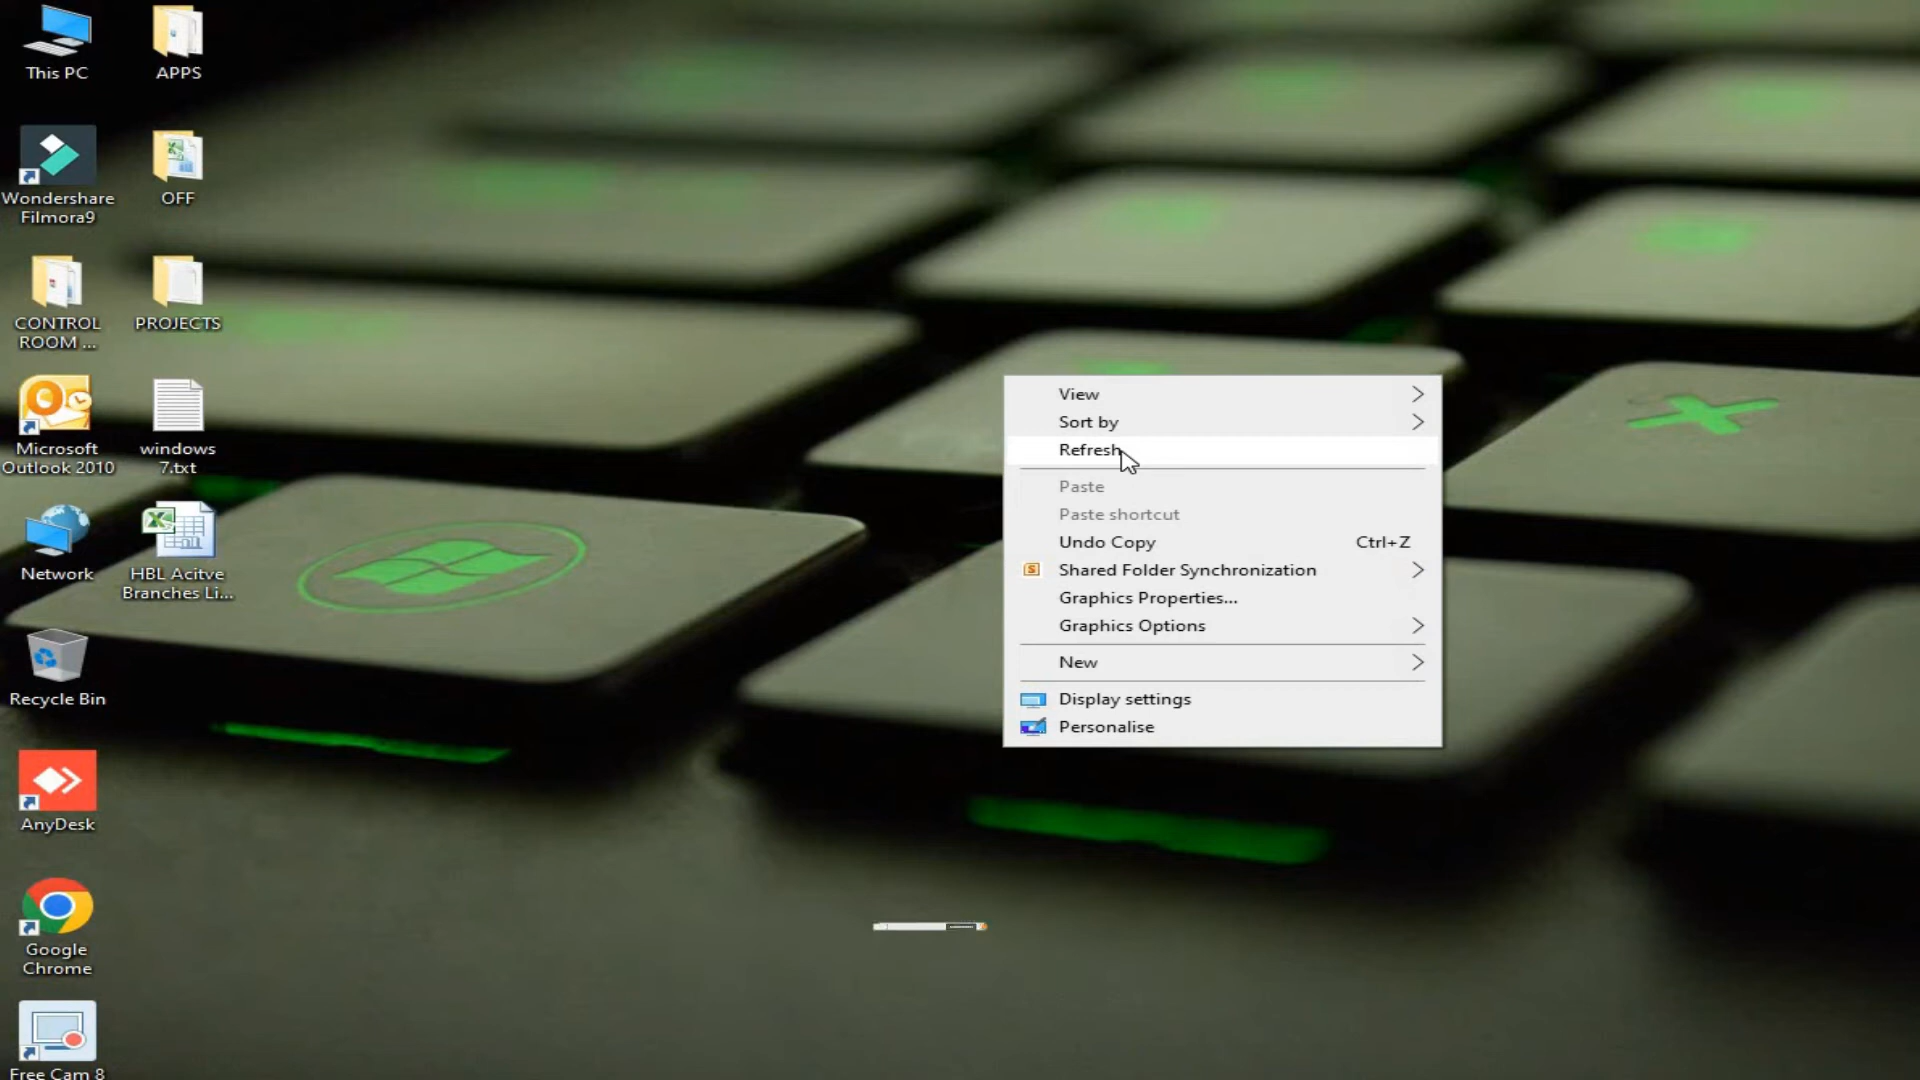 This PC
APPS
Wondershare
Filmora9
OFF
CONTROL
ROOM ...
PROJECTS
Microsoft
Outlook 2010
windows
7.txt
Network
HBL Acitve
Branches Li...
Recycle Bin
AnyDesk
Google
Chrome
Free Cam 8
View
Sort by
Refresh
Paste
Paste shortcut
Undo Copy Ctrl+Z
Shared Folder Synchronization
Graphics Properties...
Graphics Options
New
Display settings
Personalise